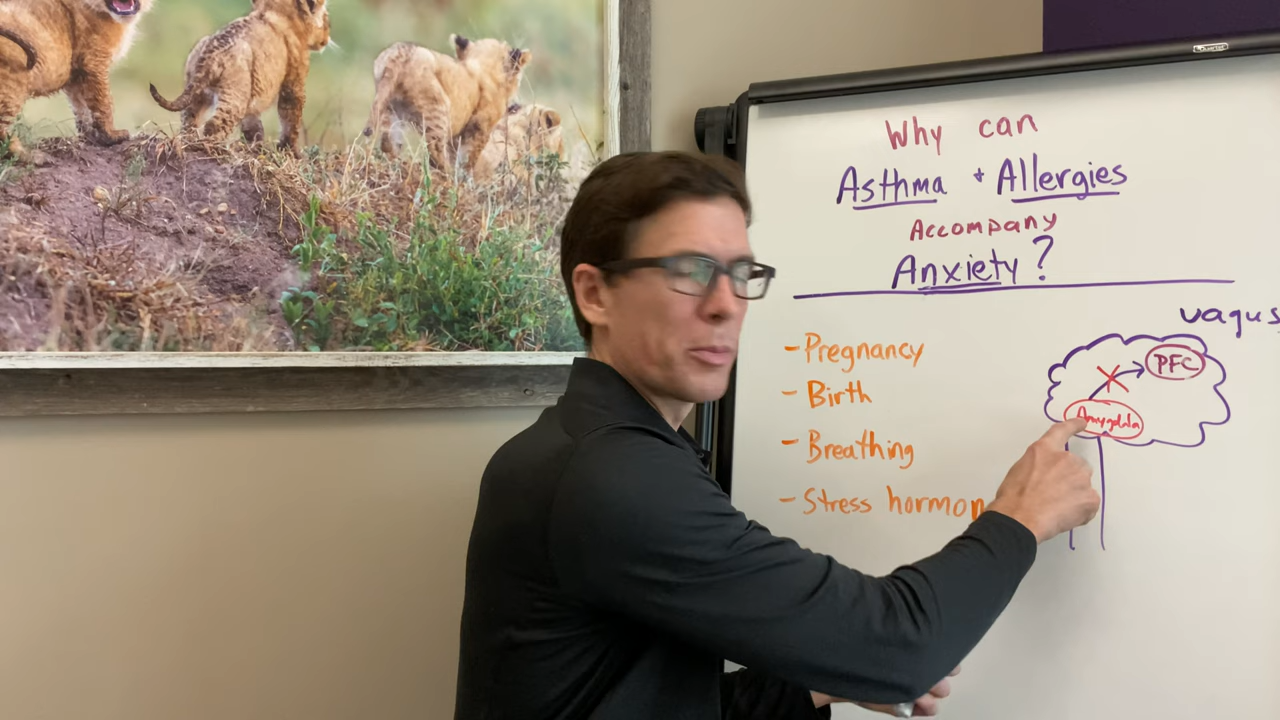 Why can
Asthma + Allergies
Accompany
Anxiety?
- Pregnancy
- Birth
- Breathing
- Stress hormon
vagus
PFC
Amygdala